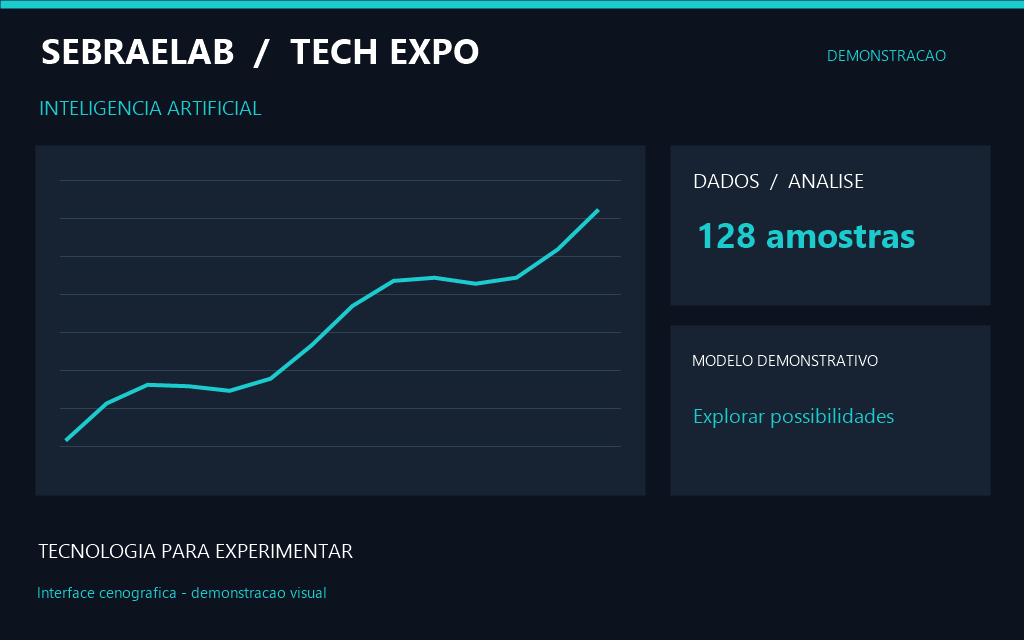 SEBRAELAB / TECH EXPO
DEMONSTRACAO
INTELIGENCIA ARTIFICIAL
DADOS / ANALISE
128 amostras
MODELO DEMONSTRATIVO
Explorar possibilidades
TECNOLOGIA PARA EXPERIMENTAR
Interface cenografica - demonstracao visual